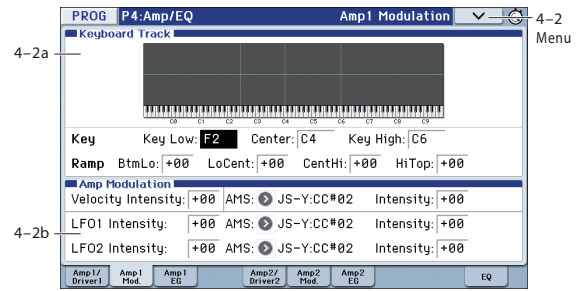 PROG P4:Amp/EQ Amp1 Modulation
4–2
Menu
Keyboard Track
4–2a
C0 C1 C2 C3 C4 C5 C6 C7 C8 C9
Key Key Low: F2 Center: C4 Key High: C6
Ramp BtmLo: +00 LoCent: +00 CentHi: +00 HiTop: +00
Amp Modulation
Velocity Intensity: +00 AMS: JS-Y:CC#02 Intensity: +00
4–2b
LFO1 Intensity: +00 AMS: JS-Y:CC#02 Intensity: +00
LFO2 Intensity: +00 AMS: JS-Y:CC#02 Intensity: +00
Amp1/ Driver1 Amp1 Mod. Amp1 EG Amp2/ Driver2 Amp2 Mod. Amp2 EG EQ